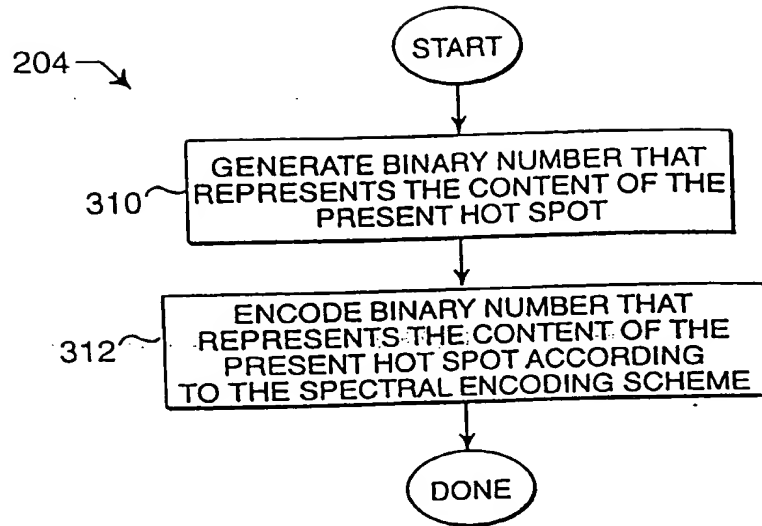 START
204
GENERATE BINARY NUMBER THAT
REPRESENTS THE CONTENT OF THE
PRESENT HOT SPOT
310
ENCODE BINARY NUMBER THAT
REPRESENTS THE CONTENT OF THE
PRESENT HOT SPOT ACCORDING
TO THE SPECTRAL ENCODING SCHEME
312
DONE